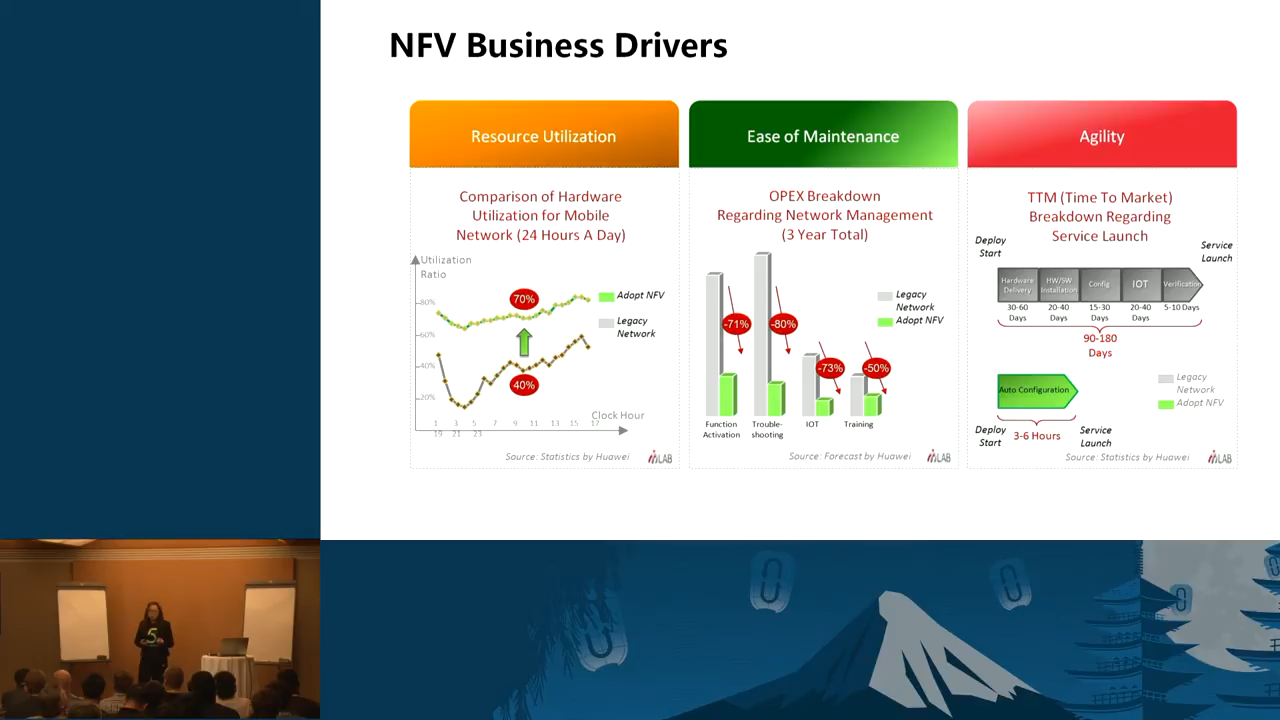 NFV Business Drivers
Resource Utilization
Comparison of Hardware
Utilization for Mobile
Network (24 Hours A Day)
Utilization
Ratio
80%
60%
40%
20%
70%
40%
Adopt NFV
Legacy
Network
Clock Hour
1 3 5 7 9 11 13 15 17
19 21 23
Source: Statistics by Huawei
LAB
Ease of Maintenance
OPEX Breakdown
Regarding Network Management
(3 Year Total)
Legacy
Network
Adopt NFV
-71%
-80%
-73%
-50%
Function
Activation
Trouble-
shooting
IOT
Training
Source: Forecast by Huawei
LAB
Agility
TTM (Time To Market)
Breakdown Regarding
Service Launch
Deploy
Start
Service
Launch
Hardware
Delivery
HW/SW
Installation
Config
IOT
Verification
30-60
Days
20-40
Days
15-30
Days
20-40
Days
5-10 Days
90-180
Days
Auto Configuration
Legacy
Network
Adopt NFV
Deploy
Start
3-6 Hours
Service
Launch
Source: Statistics by Huawei
LAB
5